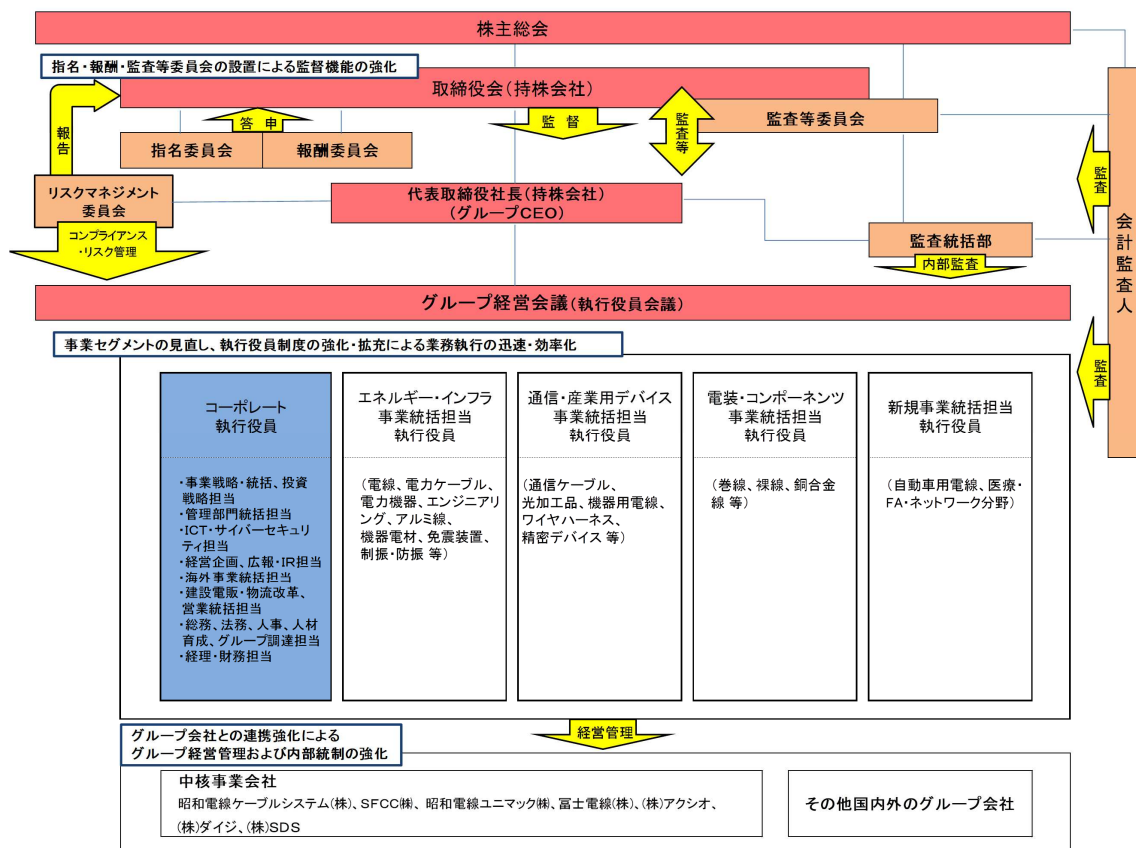 株主総会
指名・報酬・監査等委員会の設置による監督機能の強化
取締役会(持株会社)
監査等委員会
答 申
監 督
監査等
報告
指名委員会
報酬委員会
監査
会計監査人
リスクマネジメント
委員会
代表取締役社長(持株会社)
(グループCEO)
コンプライアンス
・リスク管理
監査統括部
内部監査
グループ経営会議(執行役員会議)
事業セグメントの見直し、執行役員制度の強化・拡充による業務執行の迅速・効率化
監査
コーポレート
執行役員
・事業戦略・統括、投資
戦略担当
・管理部門統括担当
・ICT・サイバーセキュリ
ティ担当
・経営企画、広報・IR担当
・海外事業統括担当
・建設電販・物流改革、
営業統括担当
・総務、法務、人事、人材
育成、グループ調達担当
・経理・財務担当
エネルギー・インフラ
事業統括担当
執行役員
(電線、電力ケーブル、
電力機器、エンジニアリ
ング、アルミ線、
機器電材、免震装置、
制振・防振 等)
通信・産業用デバイス
事業統括担当
執行役員
(通信ケーブル、
光加工品、機器用電線、
ワイヤハーネス、
精密デバイス 等)
電装・コンポーネンツ
事業統括担当
執行役員
(巻線、裸線、銅合金
線 等)
新規事業統括担当
執行役員
(自動車用電線、医療・
FA・ネットワーク分野)
経営管理
グループ会社との連携強化による
グループ経営管理および内部統制の強化
中核事業会社
昭和電線ケーブルシステム(株)、SFCC㈱、昭和電線ユニマック㈱、冨士電線(株)、(株)アクシオ、
(株)ダイジ、(株)SDS
その他国内外のグループ会社